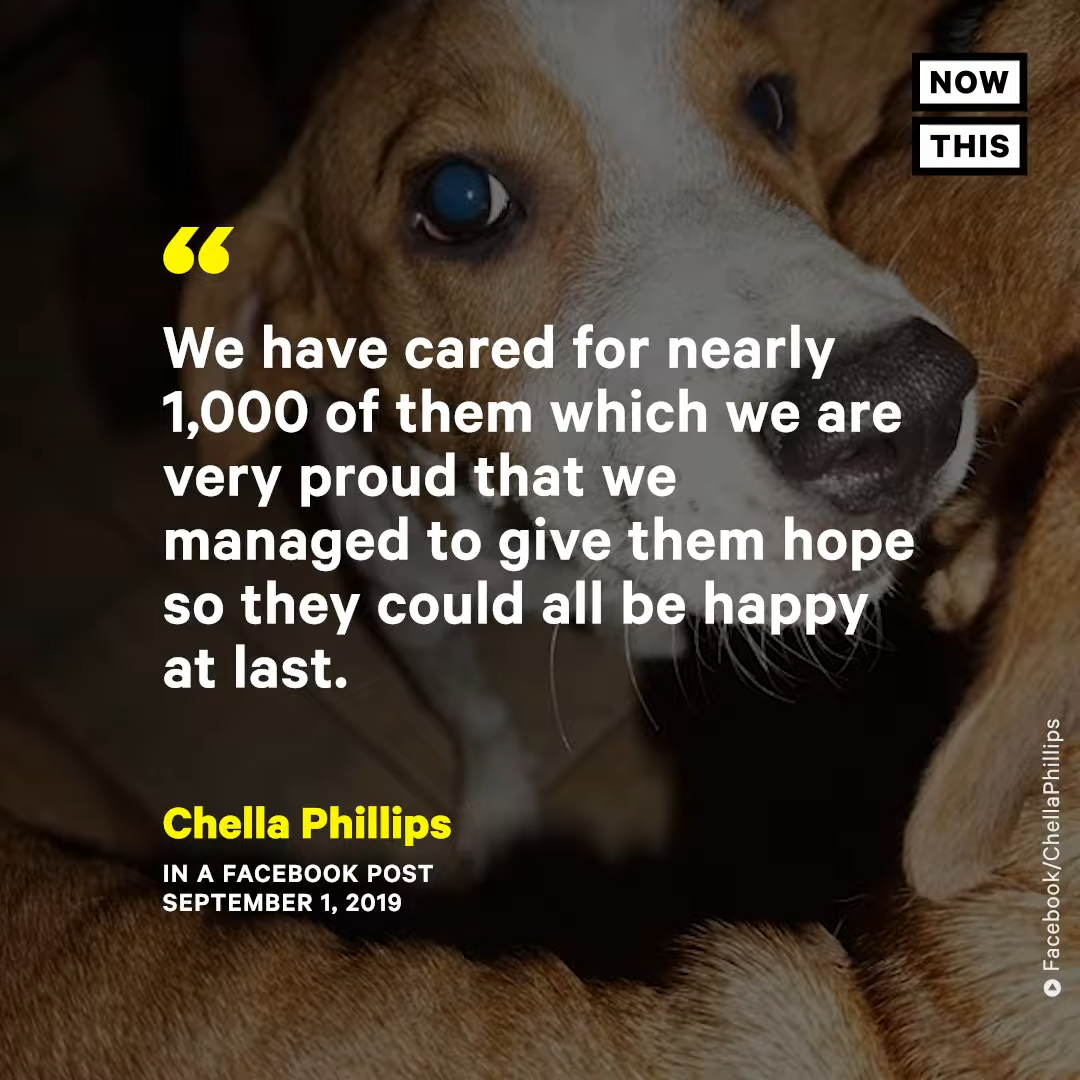 NOW
THIS
“
We have cared for nearly
1,000 of them which we are
very proud that we
managed to give them hope
so they could all be happy
at last.
Chella Phillips
IN A FACEBOOK POST
SEPTEMBER 1, 2019
Facebook/ChellaPhillips